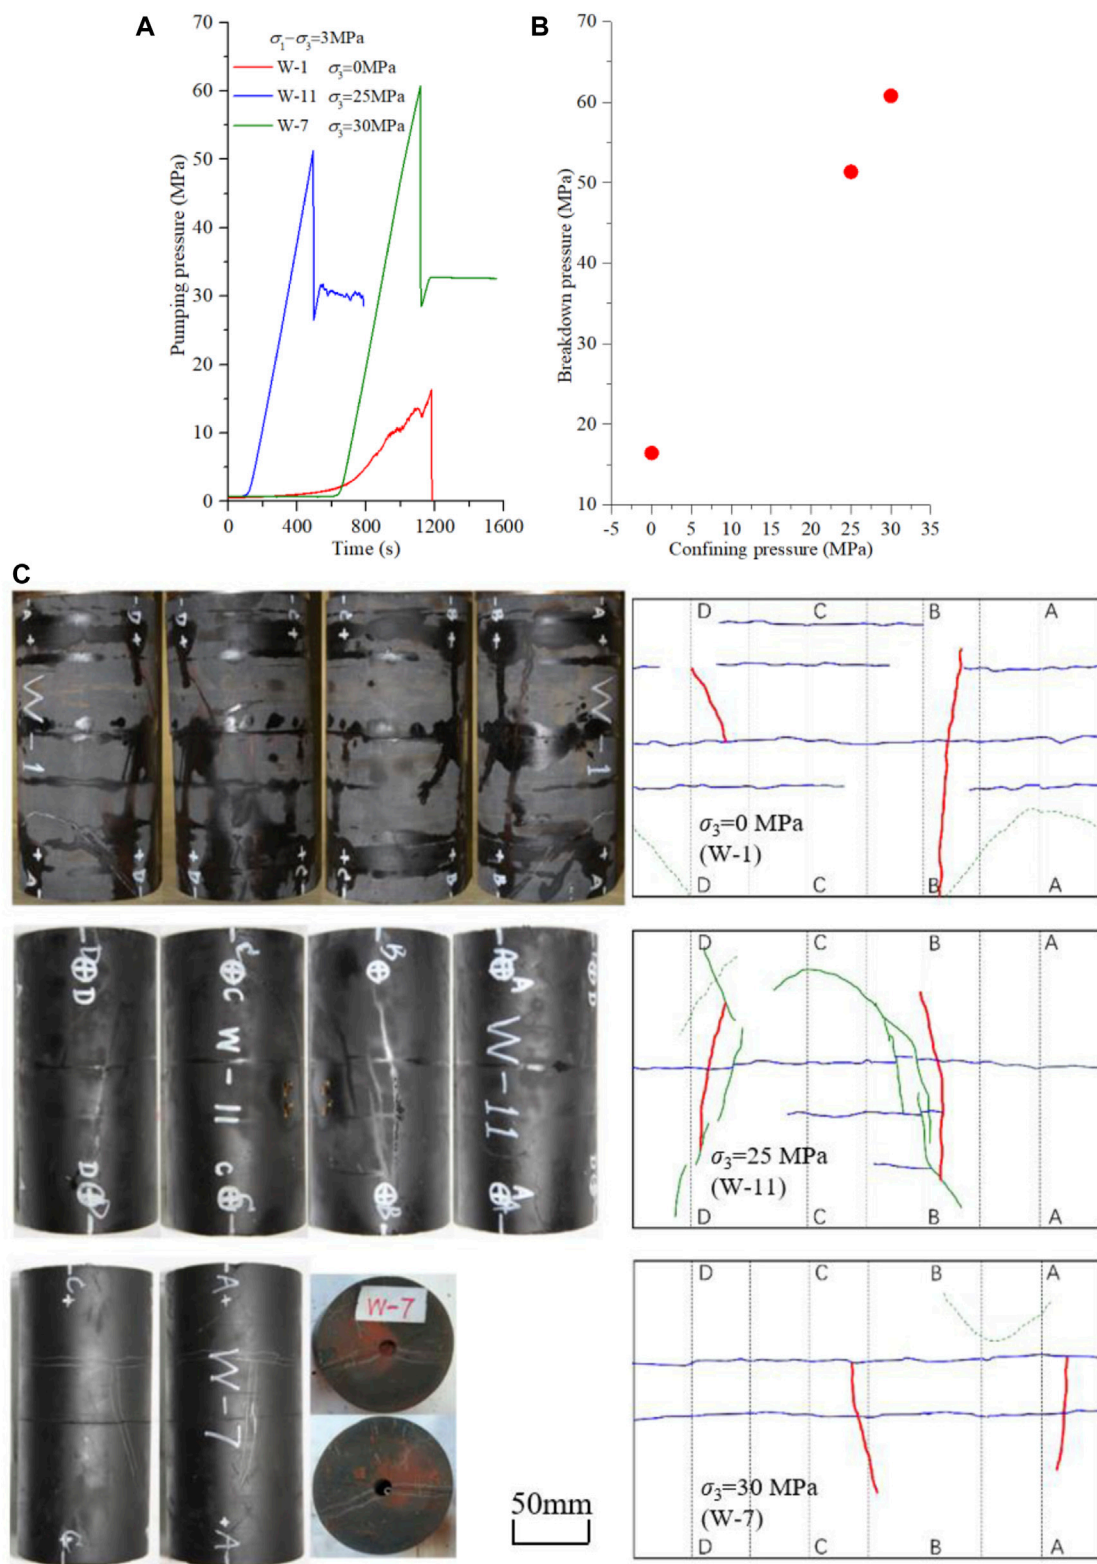 A
70
60
50
40
30
20
10
0
Pumping pressure (MPa)
σ₁−σ₃=3MPa
W-1 σ₃=0MPa
W-11 σ₃=25MPa
W-7 σ₃=30MPa
0 400 800 1200 1600
Time (s)
B
70
60
50
40
30
20
10
Breakdown pressure (MPa)
-5 0 5 10 15 20 25 30 35
Confining pressure (MPa)
C
A D D C C B B A
W-1 W-1
A D D C C B B A
D C B A
σ₃=0 MPa
(W-1)
D C B A
D C B A
D C A
W-11 W-11
D C A
D C B A
D C B A
σ₃=25 MPa
(W-11)
D C B A
C A
W-7
W-7
C A
50mm
D C B A
σ₃=30 MPa
(W-7)
D C B A